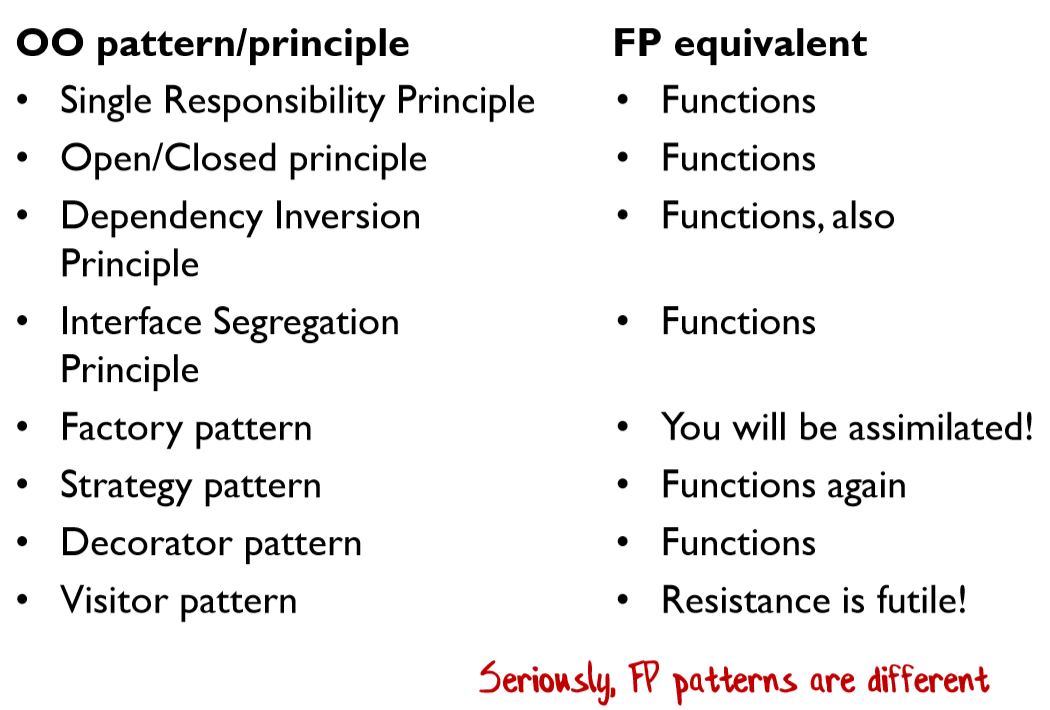 OO pattern/principle
• Single Responsibility Principle
• Open/Closed principle
• Dependency Inversion
Principle
• Interface Segregation
Principle
• Factory pattern
• Strategy pattern
• Decorator pattern
• Visitor pattern
FP equivalent
• Functions
• Functions
• Functions, also
• Functions
• You will be assimilated!
• Functions again
• Functions
• Resistance is futile!
Seriously, FP patterns are different